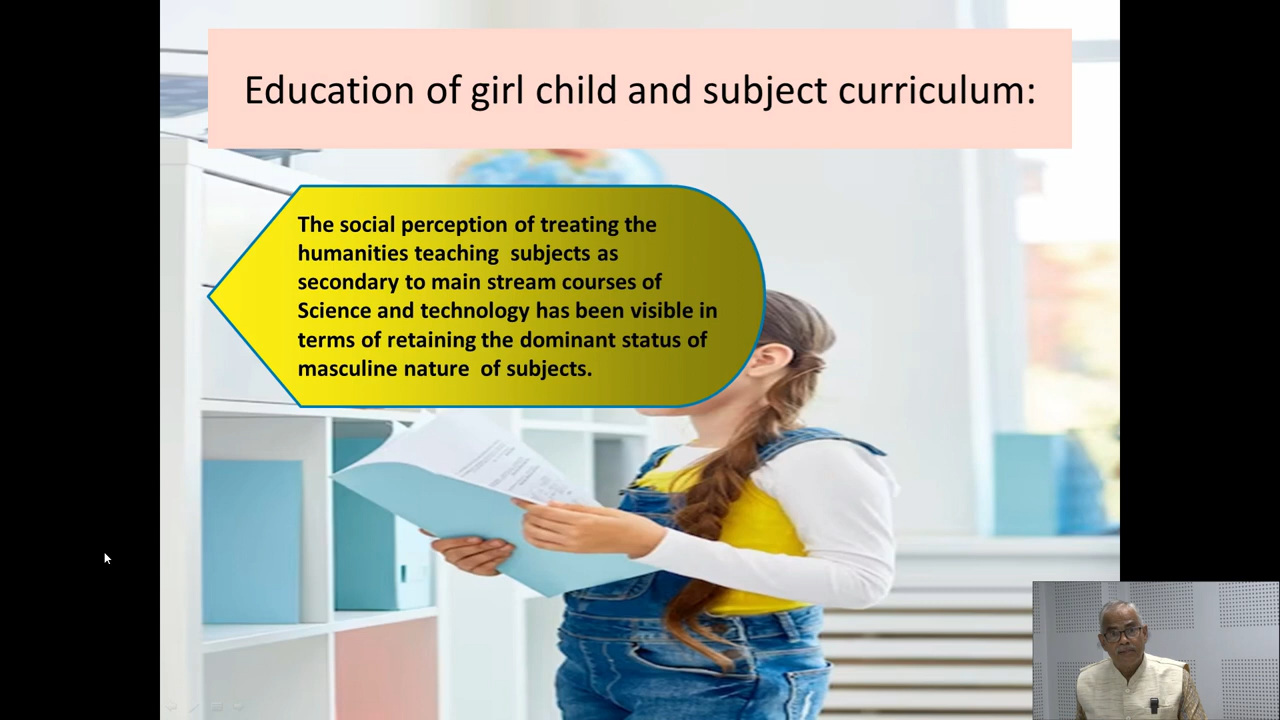 Education of girl child and subject curriculum:
The social perception of treating the
humanities teaching  subjects as
secondary to main stream courses of
Science and technology has been visible in
terms of retaining the dominant status of
masculine nature  of subjects.